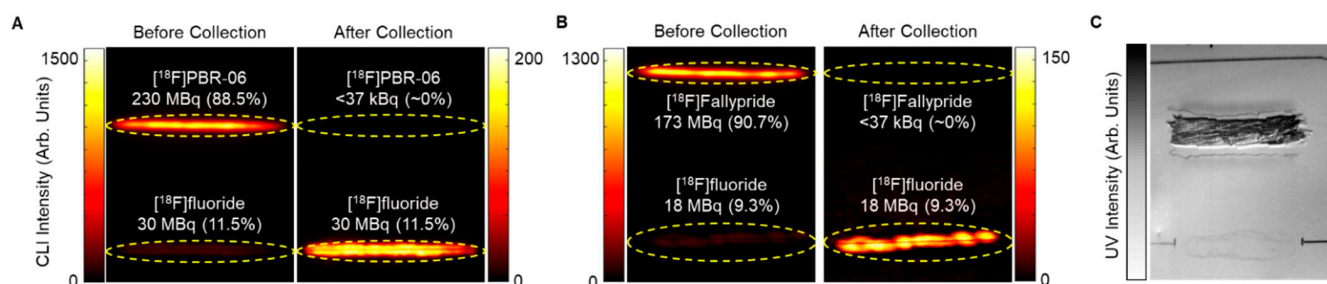 A
Before Collection
After Collection
1500
0
CLI Intensity (Arb. Units)
[¹⁸F]PBR-06
230 MBq (88.5%)
[¹⁸F]fluoride
30 MBq (11.5%)
[¹⁸F]PBR-06
<37 kBq (~0%)
[¹⁸F]fluoride
30 MBq (11.5%)
200
0
B
Before Collection
After Collection
1300
0
[¹⁸F]Fallypride
173 MBq (90.7%)
[¹⁸F]fluoride
18 MBq (9.3%)
[¹⁸F]Fallypride
<37 kBq (~0%)
[¹⁸F]fluoride
18 MBq (9.3%)
150
0
C
UV Intensity (Arb. Units)